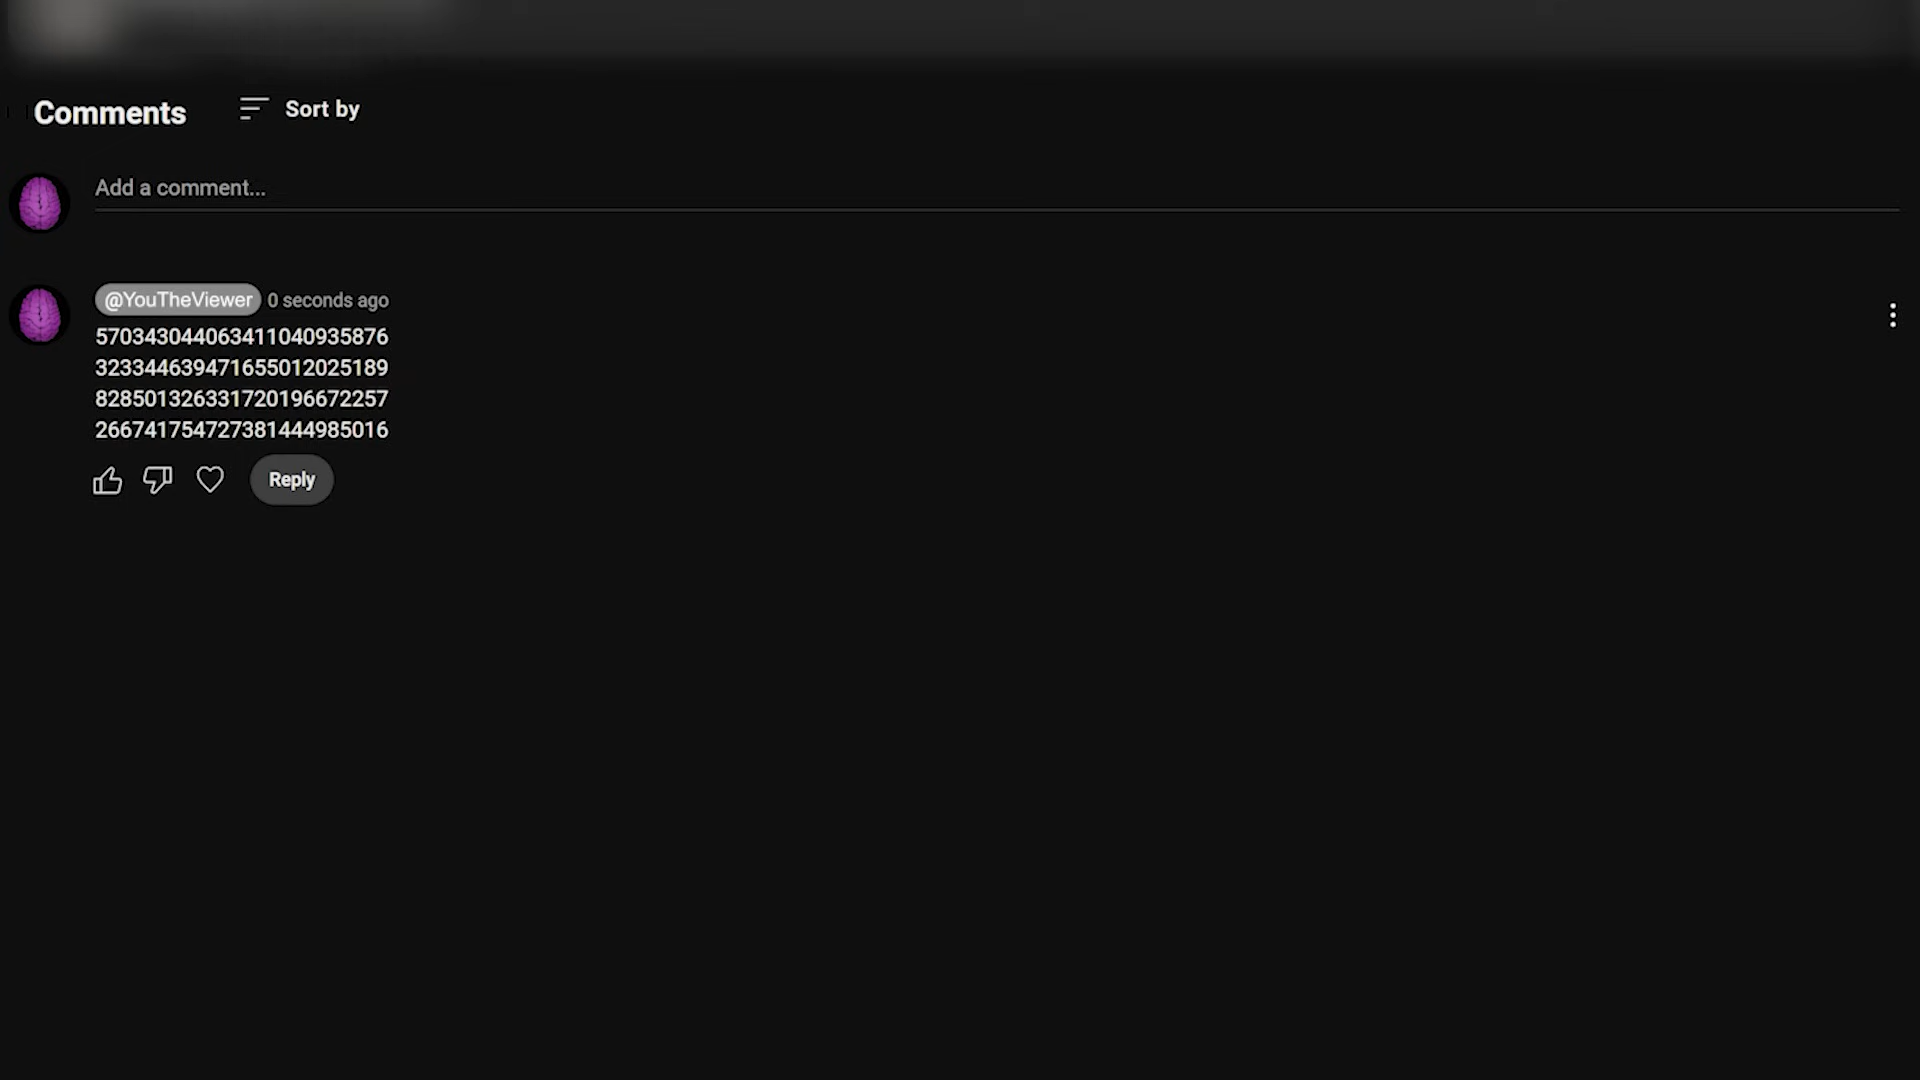 Comments
Sort by
Add a comment...
@YouTheViewer 0 seconds ago
570343044063411040935876
323344639471655012025189
828501326331720196672257
266741754727381444985016
Reply